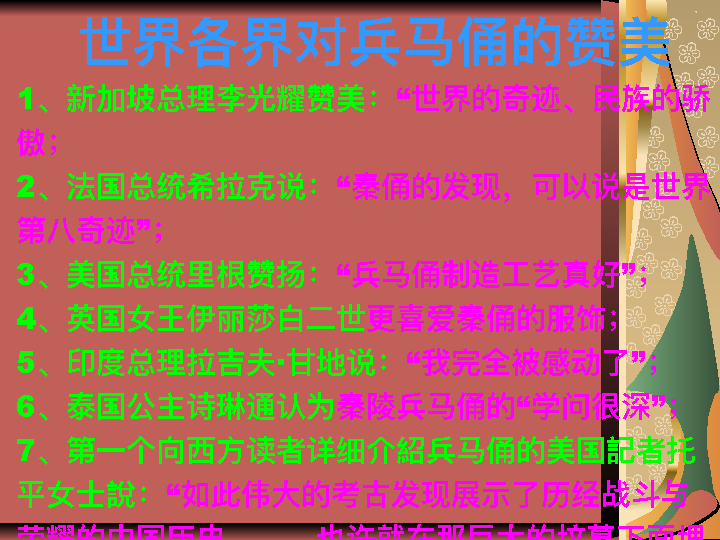 世界各界对兵马俑的赞美
1、新加坡总理李光耀赞美：“世界的奇迹、民族的骄
傲；
2、法国总统希拉克说：“秦俑的发现，可以说是世界
第八奇迹”；
3、美国总统里根赞扬：“兵马俑制造工艺真好”；
4、英国女王伊丽莎白二世更喜爱秦俑的服饰；
5、印度总理拉吉夫·甘地说：“我完全被感动了”；
6、泰国公主诗琳通认为秦陵兵马俑的“学问很深”；
7、第一个向西方读者详细介紹兵马俑的美国記者托
平女士說：“如此伟大的考古发现展示了历经战斗与
荣耀的中国历史，……也许就在那巨大的坟墓下面埋